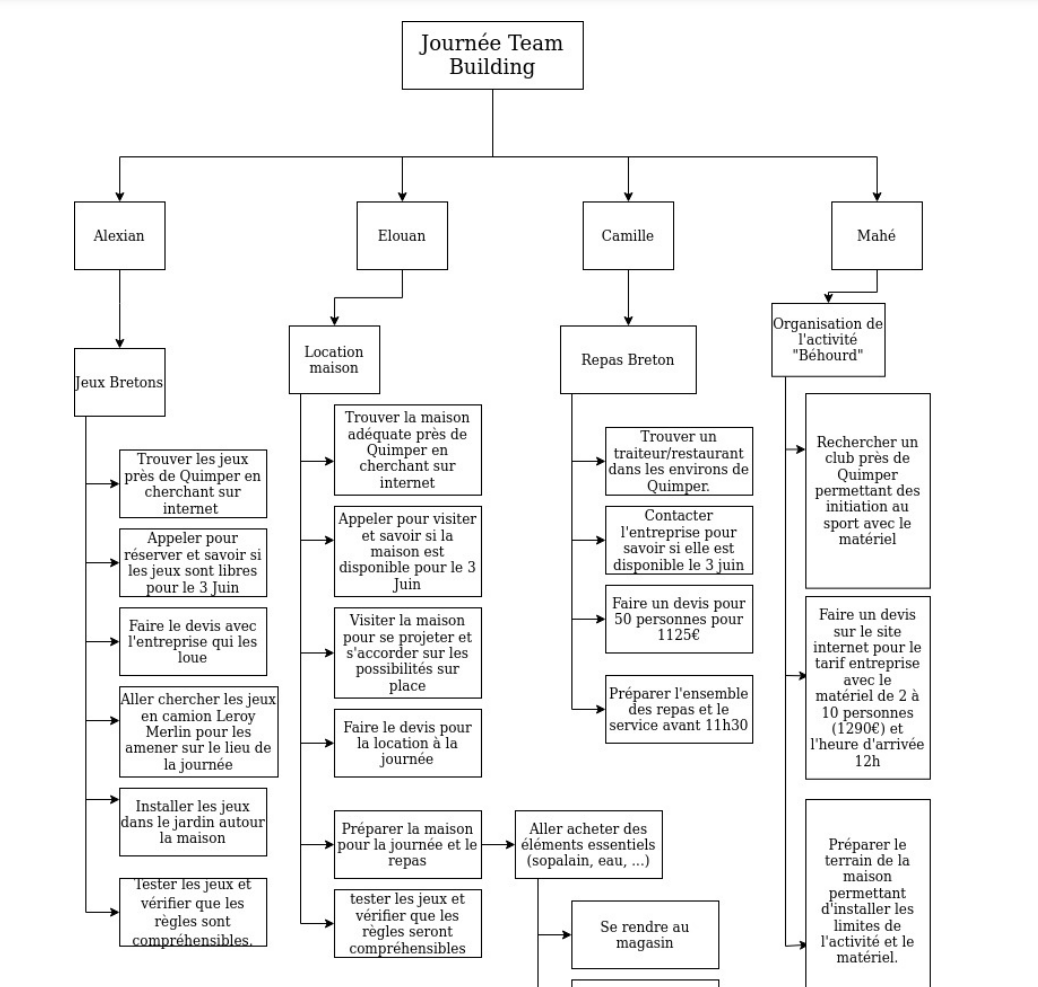 Journée Team
Building
Alexian
Elouan
Camille
Mahé
Jeux Bretons
Trouver les jeux
près de Quimper en
cherchant sur
internet
Appeler pour
réserver et savoir si
les jeux sont libres
pour le 3 Juin
Faire le devis avec
l'entreprise qui les
loue
Aller chercher les jeux
en camion Leroy
Merlin pour les
amener sur le lieu de
la journée
Installer les jeux
dans le jardin autour
la maison
Tester les jeux et
vérifier que les
règles sont
compréhensibles.
Location
maison
Trouver la maison
adéquate près de
Quimper en
cherchant sur
internet
Appeler pour visiter
et savoir si la
maison est
disponible pour le 3
Juin
Visiter la maison
pour se projeter et
s'accorder sur les
possibilités sur
place
Faire le devis pour
la location à la
journée
Préparer la maison
pour la journée et le
repas
Aller acheter des
éléments essentiels
(sopalain, eau, ...)
Se rendre au
magasin
tester les jeux et
vérifier que les
règles seront
compréhensibles
Repas Breton
Trouver un
traiteur/restaurant
dans les environs de
Quimper.
Contacter
l'entreprise pour
savoir si elle est
disponible le 3 juin
Faire un devis pour
50 personnes pour
1125€
Préparer l'ensemble
des repas et le
service avant 11h30
Organisation de
l'activité
"Béhourd"
Rechercher un
club près de
Quimper
permettant des
initiation au
sport avec le
matériel
Faire un devis
sur le site
internet pour le
tarif entreprise
avec le
matériel de 2 à
10 personnes
(1290€) et
l'heure d'arrivée
12h
Préparer le
terrain de la
maison
permettant
d'installer les
limites de
l'activité et le
matériel.